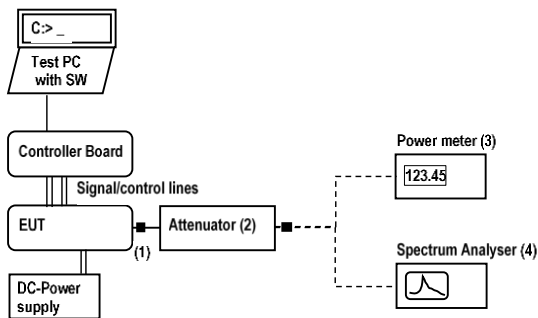 C:> _
Test PC
with SW
Controller Board
Signal/control lines
EUT
(1)
Attenuator (2)
DC-Power
supply
Power meter (3)
123.45
Spectrum Analyser (4)